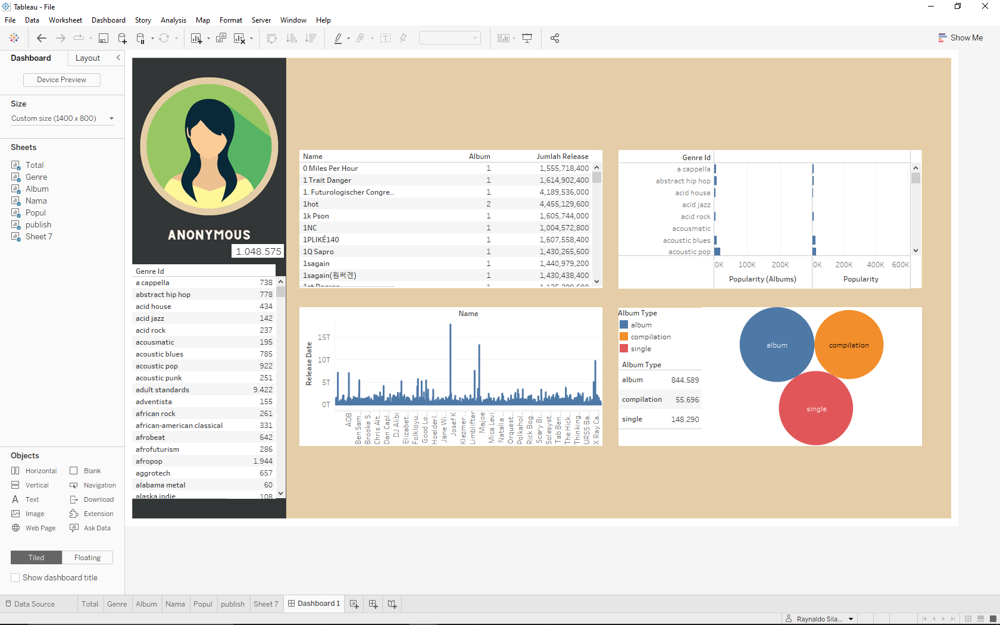 Tableau - File
File Data Worksheet Dashboard Story Analysis Map Format Server Window Help
Show Me
Dashboard Layout
Device Preview
Size
Custom size (1400 x 800)
Sheets
Total
Genre
Album
Nama
Popul
publish
Sheet 7
Objects
Horizontal Blank
Vertical Navigation
Text Download
Image Extension
Web Page Ask Data
Tiled Floating
Show dashboard title
ANONYMOUS
1.048.575
Genre Id
a cappella 738
abstract hip hop 778
acid house 434
acid jazz 142
acid rock 237
acousmatic 195
acoustic blues 785
acoustic pop 922
acoustic punk 251
adult standards 9.422
adventista 155
african rock 261
african-american classical 331
afrobeat 642
afrofuturism 286
afropop 1.944
aggrotech 657
alabama metal 60
alaska indie 108
Name Album Jumlah Release
0 Miles Per Hour 1 1,555,718,400
1 Trait Danger 1 1,614,902,400
1. Futurologischer Congre.. 1 4,189,536,000
1hot 2 4,455,129,600
1k Pson 1 1,605,744,000
1NC 1 1,004,572,800
1PLIKÉ140 1 1,607,558,400
1Q Sapro 1 1,430,265,600
1sagain 1 1,440,979,200
1sagain(원써겐) 1 1,430,438,400
1st Degree 1 1,135,209,600
Genre Id
a cappella
abstract hip hop
acid house
acid jazz
acid rock
acousmatic
acoustic blues
acoustic pop
0K 100K 200K 0K 200K 400K 600K
Popularity (Albums) Popularity
Name
Release Date
15T
10T
5T
0T
AOB
Ben Sam..
Brooke S..
Chris Alt..
Dan Capl..
DJ Alibi
Elizabet..
Folkloyu..
Good Lo..
Hoelderl..
Jane Wi..
Josef K
Klezmer ..
Limblifter
Majoe
Mica Levi
Natalia ..
Orquest..
Polkahol..
Rick Bog..
Scary Bi..
Solesyst..
Tab Ben..
The Hick..
Thinking..
URSS Ba..
X Ray Ca..
Album Type
album
compilation
single
Album Type
album 844.589
compilation 55.696
single 148.290
album
compilation
single
Data Source Total Genre Album Nama Popul publish Sheet 7 Dashboard 1
Raynaldo Sila...